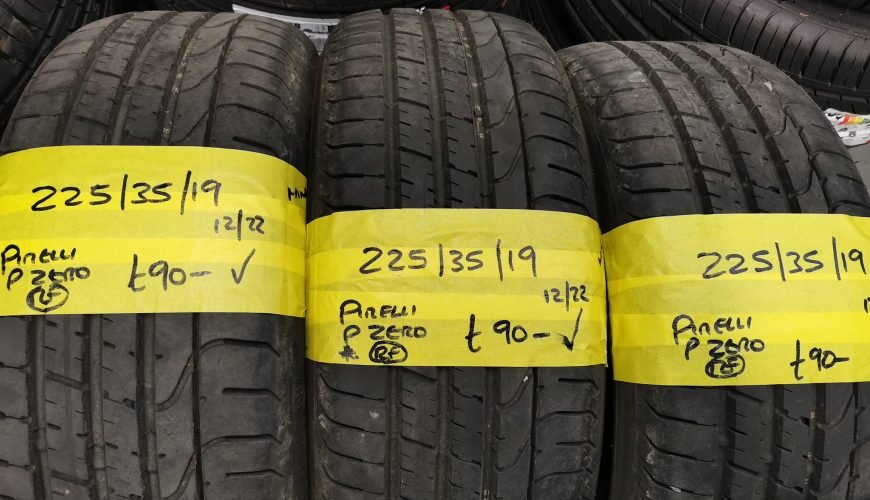 225/35/19
12/22
PIRELLI
P ZERO
RF
£90- ✓
225/35/19
12/22
PIRELLI
P ZERO
* RF
£90- ✓
225/35/19
PIRELLI
P ZERO
RF
£90-